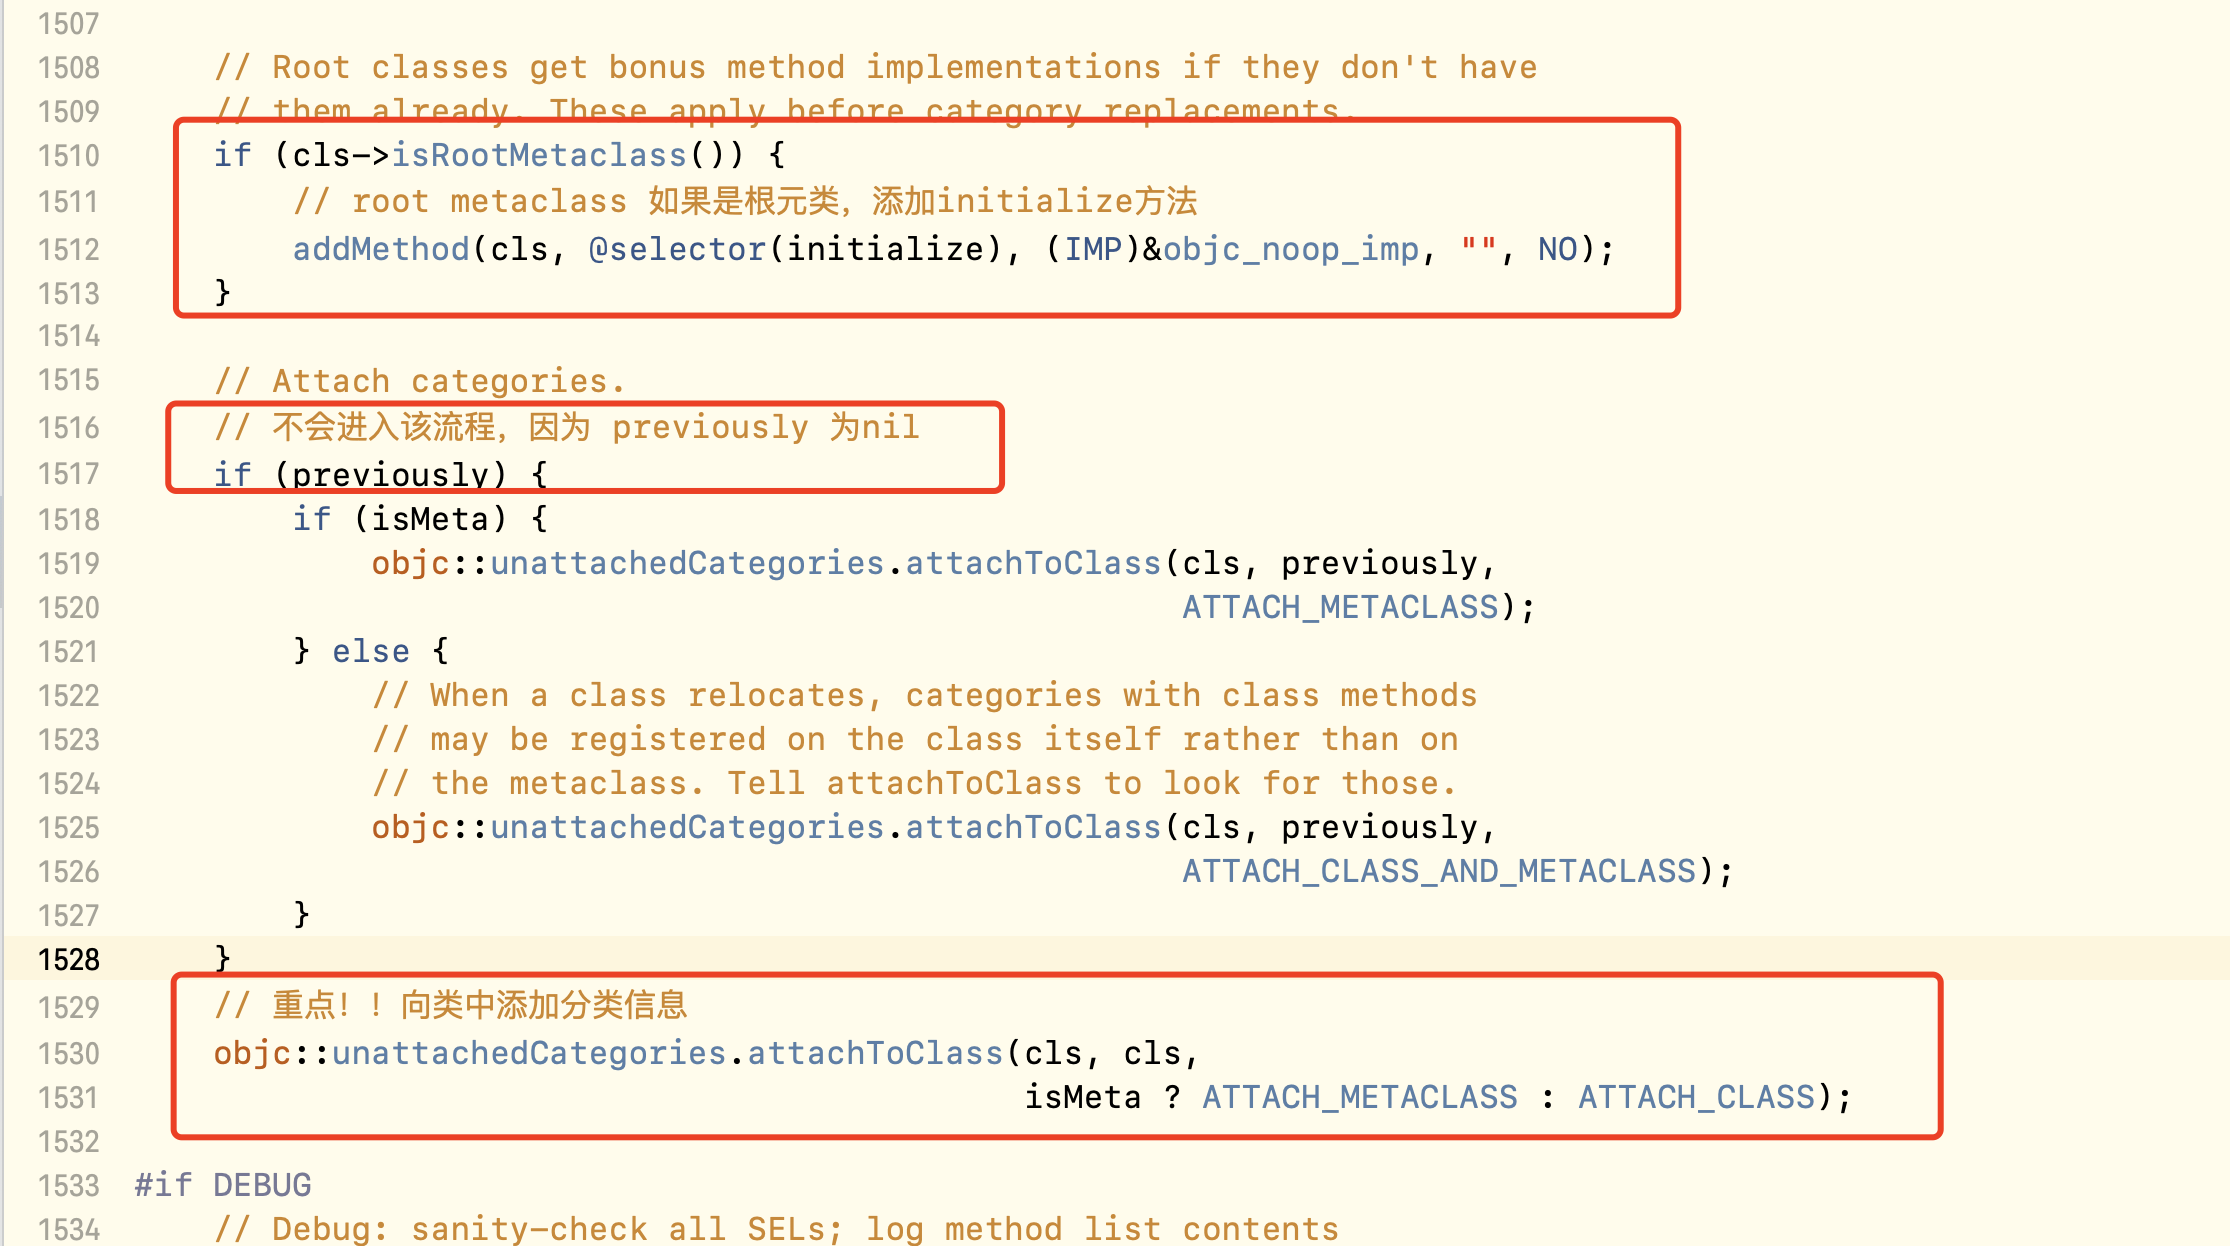 1507
1508 // Root classes get bonus method implementations if they don't have
1509 // them already. These apply before category replacements.
1510 if (cls->isRootMetaclass()) {
1511 // root metaclass 如果是根元类，添加initialize方法
1512 addMethod(cls, @selector(initialize), (IMP)&objc_noop_imp, "", NO);
1513 }
1514
1515 // Attach categories.
1516 // 不会进入该流程，因为 previously 为nil
1517 if (previously) {
1518 if (isMeta) {
1519 objc::unattachedCategories.attachToClass(cls, previously,
1520 ATTACH_METACLASS);
1521 } else {
1522 // When a class relocates, categories with class methods
1523 // may be registered on the class itself rather than on
1524 // the metaclass. Tell attachToClass to look for those.
1525 objc::unattachedCategories.attachToClass(cls, previously,
1526 ATTACH_CLASS_AND_METACLASS);
1527 }
1528 }
1529 // 重点！！向类中添加分类信息
1530 objc::unattachedCategories.attachToClass(cls, cls,
1531 isMeta ? ATTACH_METACLASS : ATTACH_CLASS);
1532
1533 #if DEBUG
1534 // Debug: sanity-check all SELs; log method list contents